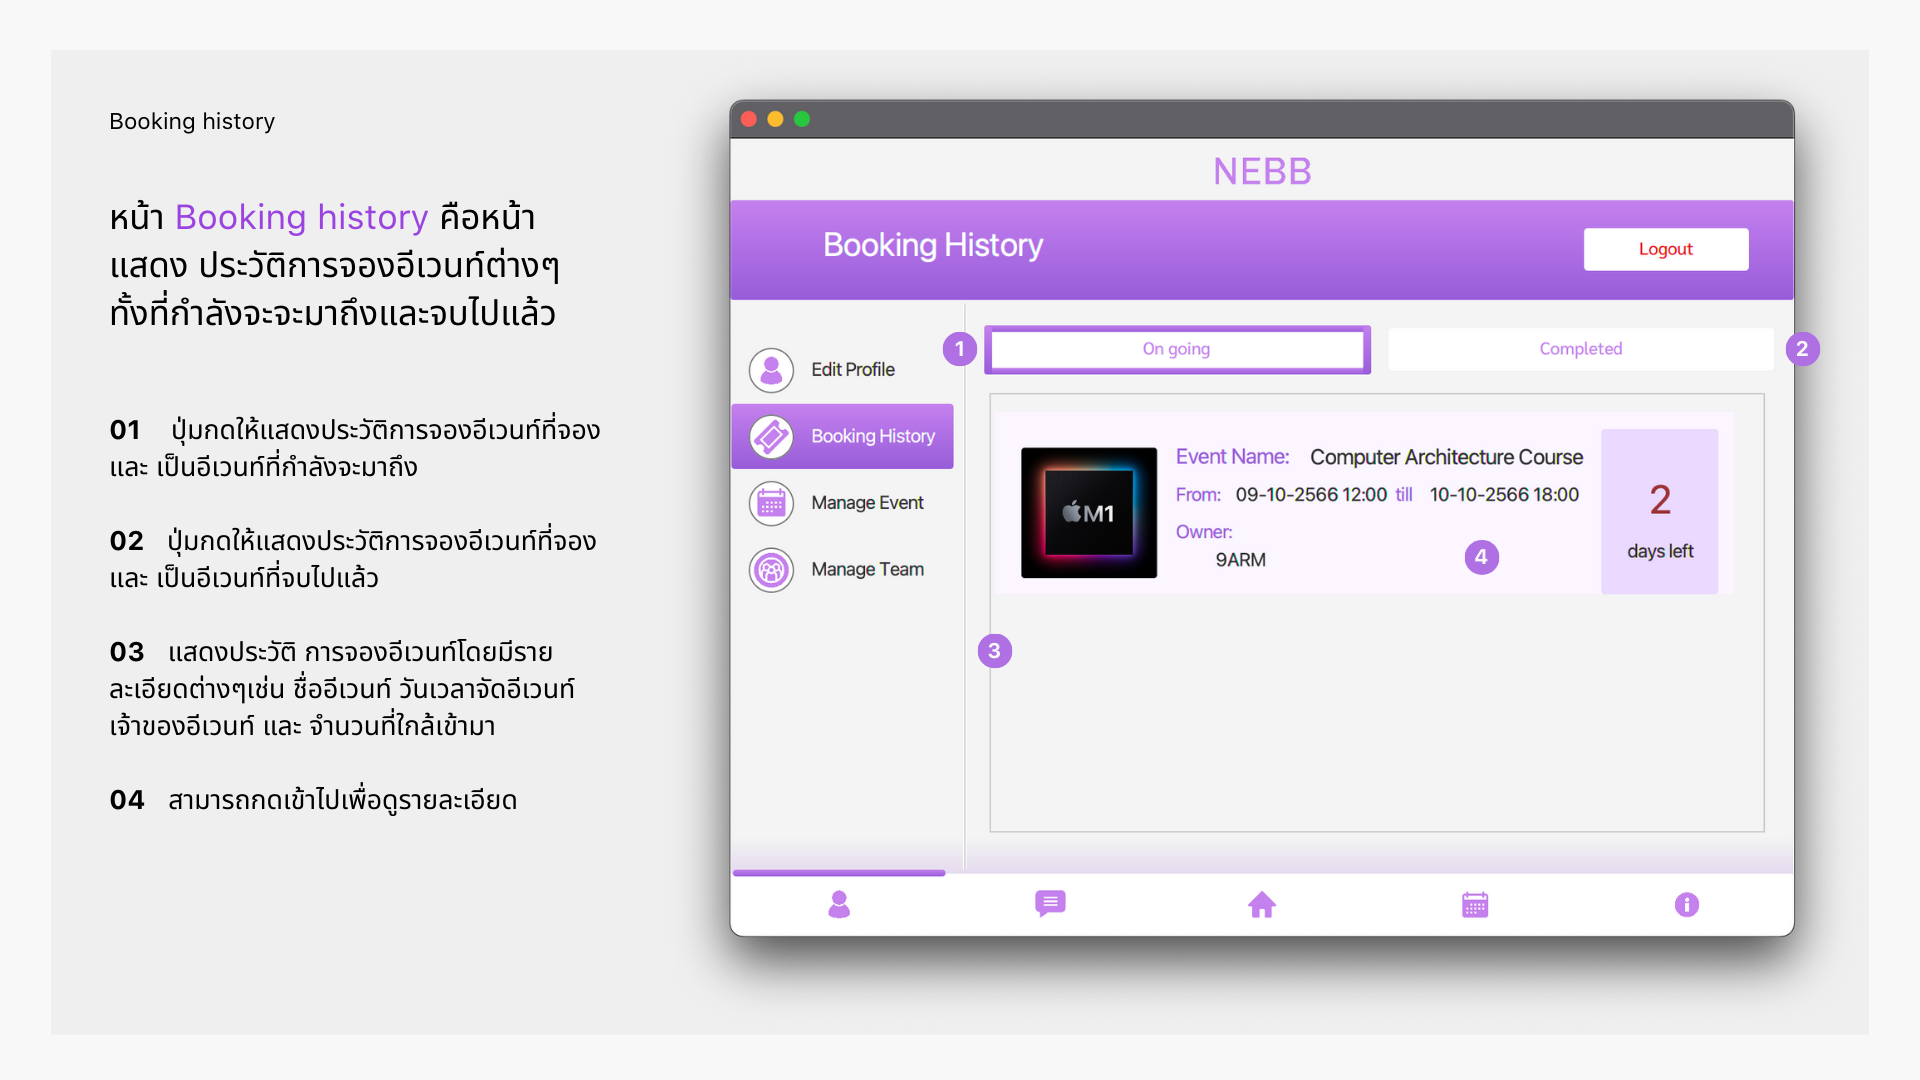 Booking history
หน้า Booking history คือหน้า
แสดง ประวัติการจองอีเวนท์ต่างๆ
ทั้งที่กำลังจะจะมาถึงและจบไปแล้ว
01 ปุ่มกดให้แสดงประวัติการจองอีเวนท์ที่จอง
และ เป็นอีเวนท์ที่กำลังจะมาถึง
02 ปุ่มกดให้แสดงประวัติการจองอีเวนท์ที่จอง
และ เป็นอีเวนท์ที่จบไปแล้ว
03 แสดงประวัติ การจองอีเวนท์โดยมีราย
ละเอียดต่างๆเช่น ชื่ออีเวนท์ วันเวลาจัดอีเวนท์
เจ้าของอีเวนท์ และ จำนวนที่ใกล้เข้ามา
04 สามารถกดเข้าไปเพื่อดูรายละเอียด
NEBB
Booking History
Logout
Edit Profile
Booking History
Manage Event
Manage Team
1
On going
Completed
2
M1
Event Name: Computer Architecture Course
From: 09-10-2566 12:00 till 10-10-2566 18:00
Owner:
9ARM
4
2
days left
3